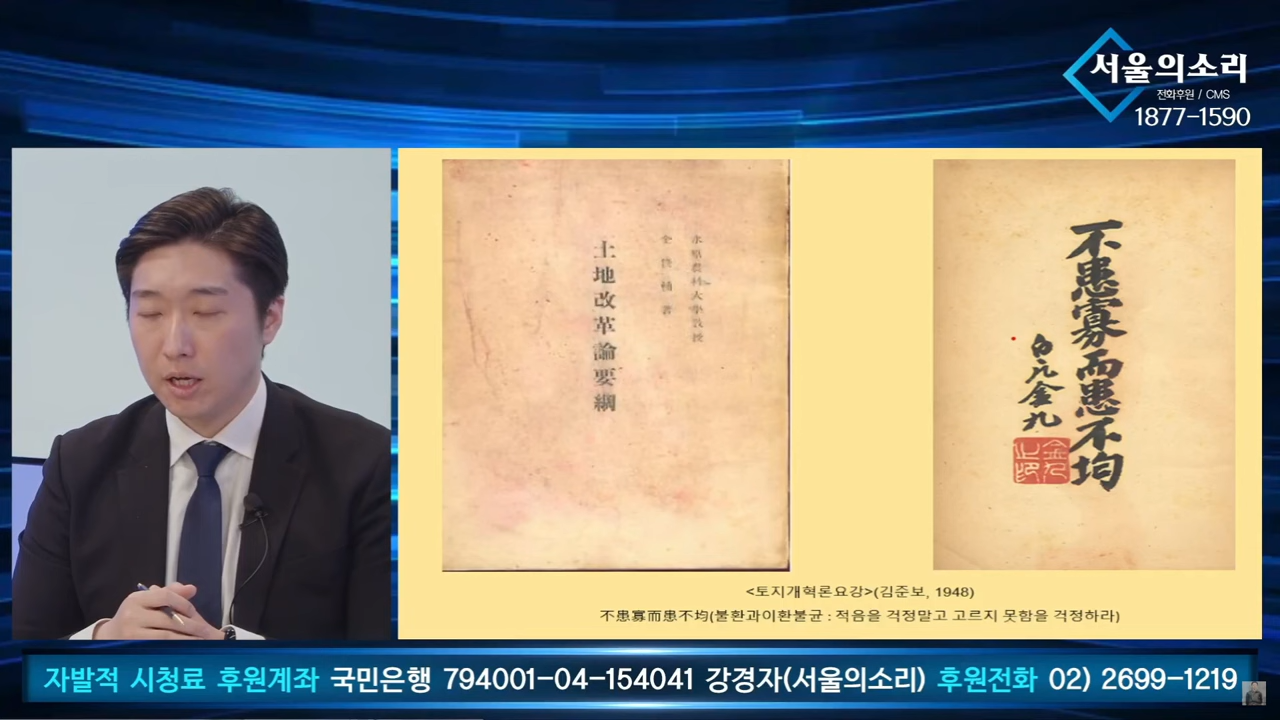 서울의소리
전화후원 / CMS
1877-1590
水原農科大學教授
金俊補 著
土地改革論要綱
不患寡而患不均
白凡金九
金九之印
<토지개혁론요강>(김준보, 1948)
不患寡而患不均(불환과이환불균 : 적음을 걱정말고 고르지 못함을 걱정하라)
자발적 시청료 후원계좌 국민은행 794001-04-154041 강경자(서울의소리) 후원전화 02) 2699-1219